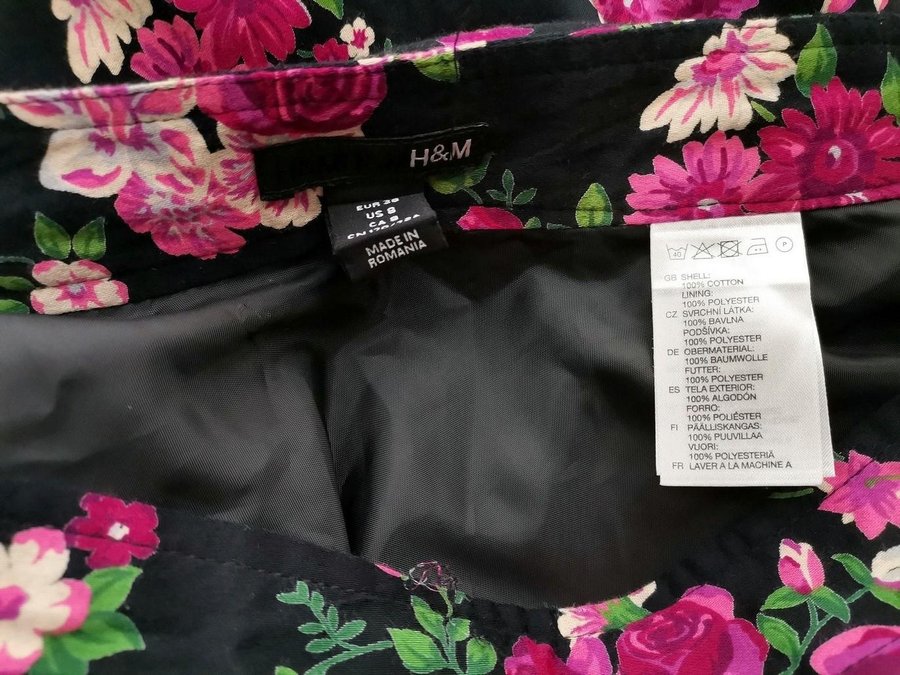 H&M
EUR 38
US 8
CA 8
MADE IN
ROMANIA
40
P
GB SHELL:
100% COTTON
LINING:
100% POLYESTER
CZ SVRCHNÍ LÁTKA:
100% BAVLNA
PODŠÍVKA:
100% POLYESTER
DE OBERMATERIAL:
100% BAUMWOLLE
FUTTER:
100% POLYESTER
ES TELA EXTERIOR:
100% ALGODÓN
FORRO:
100% POLIÉSTER
FI PÄÄLLISKANGAS:
100% PUUVILLAA
VUORI:
100% POLYESTERIÄ
FR LAVER A LA MACHINE A